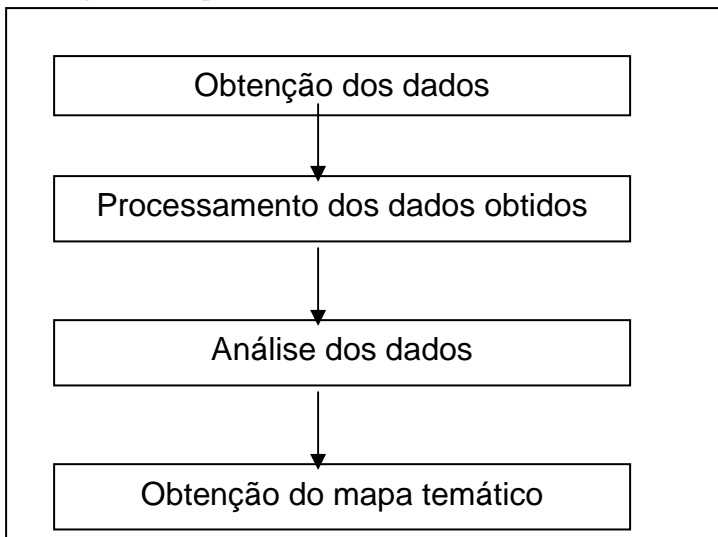 Obtenção dos dados
Processamento dos dados obtidos
Análise dos dados
Obtenção do mapa temático